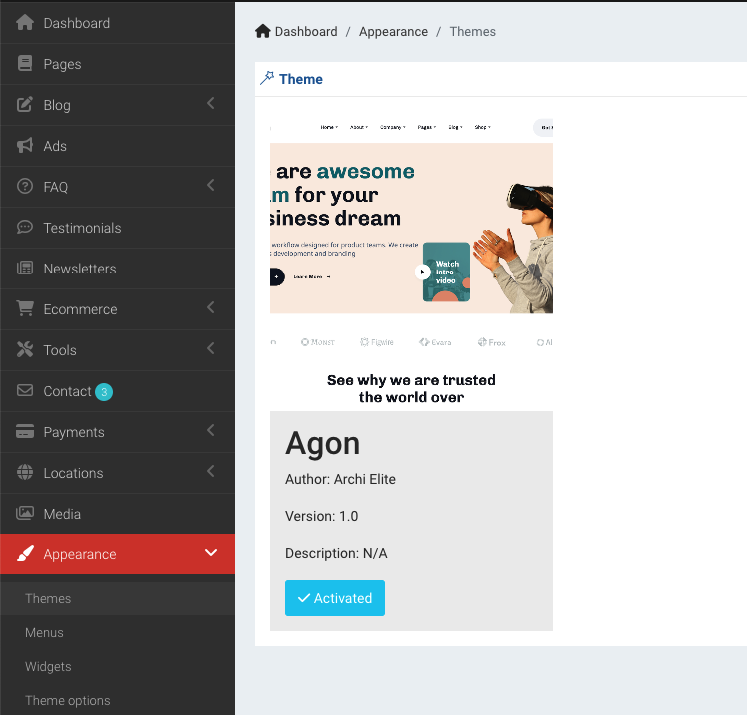 Dashboard
Pages
Blog
Ads
FAQ
Testimonials
Newsletters
Ecommerce
Tools
Contact 3
Payments
Locations
Media
Appearance
Themes
Menus
Widgets
Theme options
Dashboard / Appearance / Themes
Theme
Home About Company Pages Blog Shop
are awesome
for your
siness dream
workflow designed for product teams. We create
development and branding
Learn More
Watch
intro
video
Monst Figwire Evara Frox
See why we are trusted
the world over
Agon
Author: Archi Elite
Version: 1.0
Description: N/A
Activated